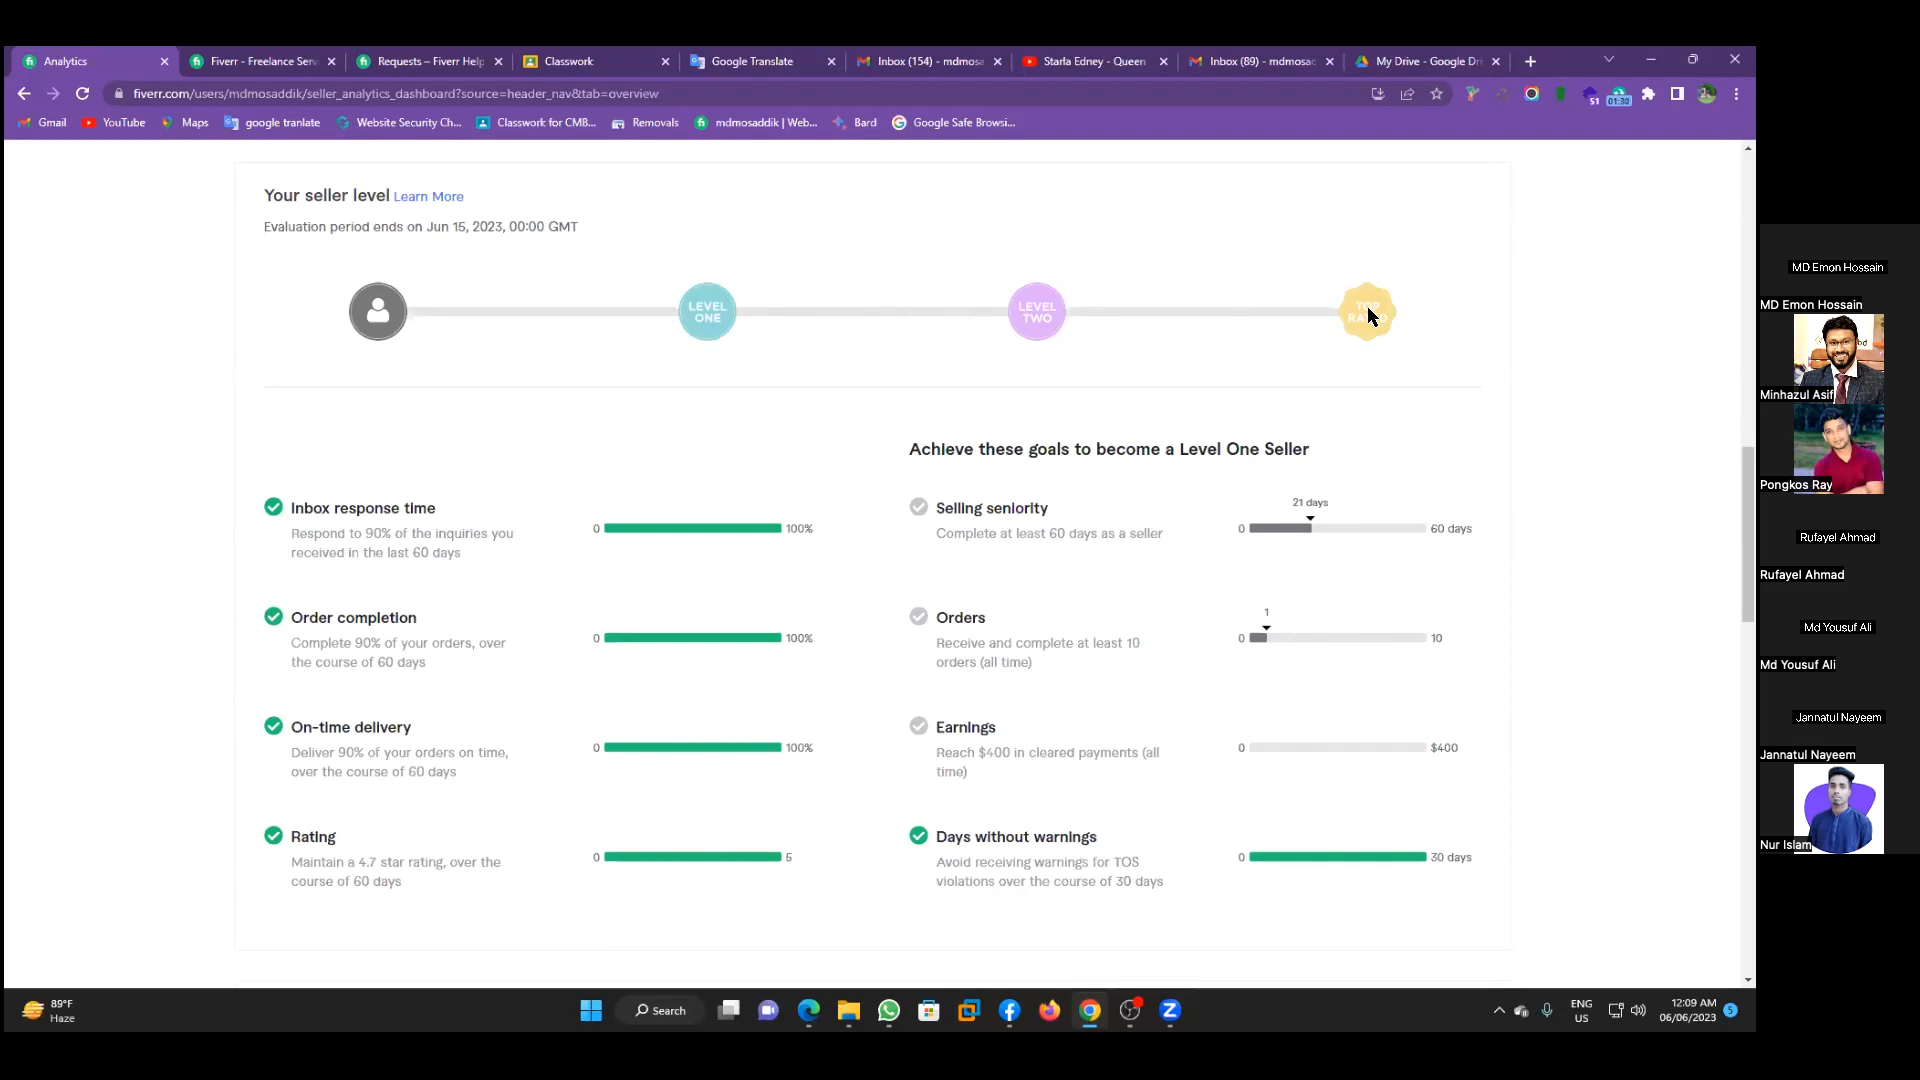 Analytics
Fiverr - Freelance Serv
Requests – Fiverr Help
Classwork
Google Translate
Inbox (154) - mdmosa
Starla Edney - Queen
Inbox (89) - mdmosac
My Drive - Google Dr
fiverr.com/users/mdmosaddik/seller_analytics_dashboard?source=header_nav&tab=overview
51
01:30
Gmail
YouTube
Maps
google tranlate
Website Security Ch...
Classwork for CMB...
Removals
mdmosaddik | Web...
Bard
Google Safe Browsi...
Your seller level Learn More
Evaluation period ends on Jun 15, 2023, 00:00 GMT
LEVEL
ONE
LEVEL
TWO
TOP
Achieve these goals to become a Level One Seller
Inbox response time
Respond to 90% of the inquiries you
received in the last 60 days
0
100%
Selling seniority
Complete at least 60 days as a seller
21 days
0
60 days
Order completion
Complete 90% of your orders, over
the course of 60 days
0
100%
Orders
Receive and complete at least 10
orders (all time)
1
0
10
On-time delivery
Deliver 90% of your orders on time,
over the course of 60 days
0
100%
Earnings
Reach $400 in cleared payments (all
time)
0
$400
Rating
Maintain a 4.7 star rating, over the
course of 60 days
0
5
Days without warnings
Avoid receiving warnings for TOS
violations over the course of 30 days
0
30 days
MD Emon Hossain
MD Emon Hossain
Minhazul Asif
Pongkos Ray
Rufayel Ahmad
Rufayel Ahmad
Md Yousuf Ali
Md Yousuf Ali
Jannatul Nayeem
Jannatul Nayeem
Nur Islam
89°F
Haze
Search
ENG
US
12:09 AM
06/06/2023
5